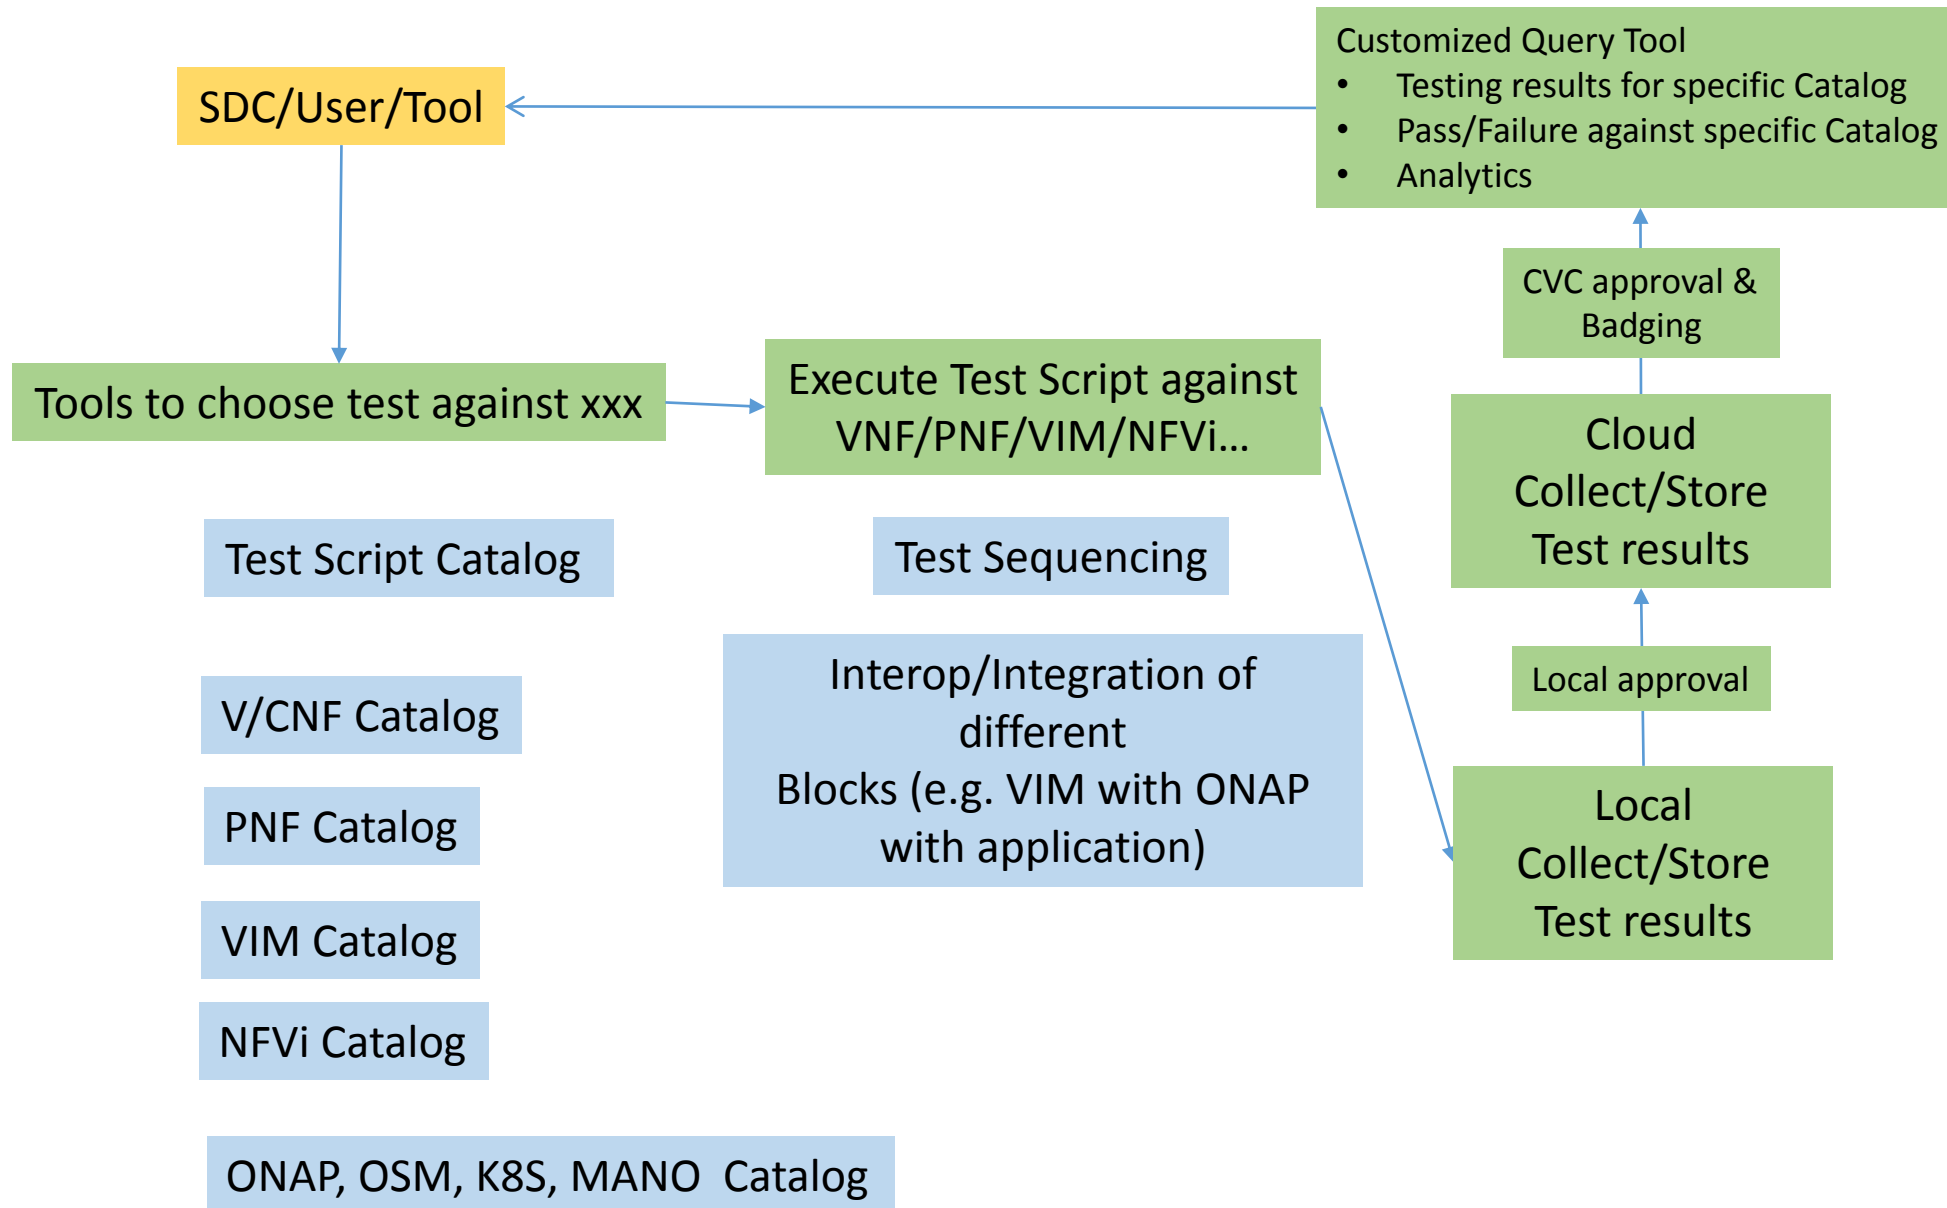 SDC/User/Tool
Customized Query Tool
• Testing results for specific Catalog
• Pass/Failure against specific Catalog
• Analytics
CVC approval &
Badging
Tools to choose test against xxx
Execute Test Script against
VNF/PNF/VIM/NFVi...
Cloud
Collect/Store
Test results
Test Script Catalog
Test Sequencing
V/CNF Catalog
PNF Catalog
VIM Catalog
NFVi Catalog
ONAP, OSM, K8S, MANO  Catalog
Interop/Integration of
different
Blocks (e.g. VIM with ONAP
with application)
Local approval
Local
Collect/Store
Test results